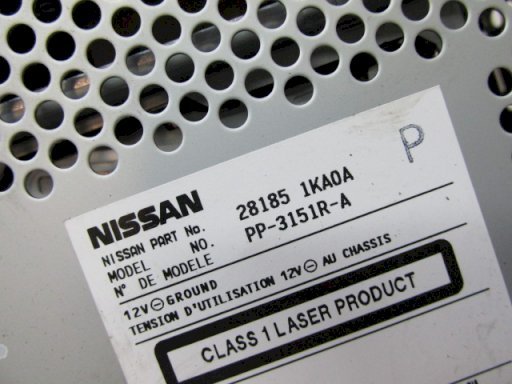 P
NISSAN
NISSAN PART No. 28185 1KA0A
MODEL NO. PP-3151R-A
N° DE MODELE
12V⊖GROUND
TENSION D'UTILISATION 12V⊖ AU CHASSIS
CLASS 1 LASER PRODUCT